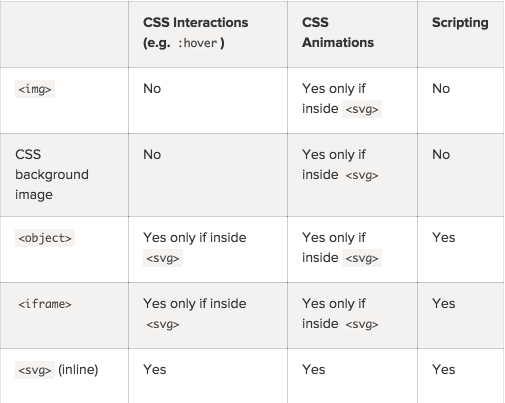 CSS Interactions CSS Scripting
(e.g. :hover) Animations
<img> No Yes only if No
inside <svg>
CSS No Yes only if No
background inside <svg>
image
<object> Yes only if inside Yes only if Yes
<svg> inside <svg>
<iframe> Yes only if inside Yes only if Yes
<svg> inside <svg>
<svg> (inline) Yes Yes Yes